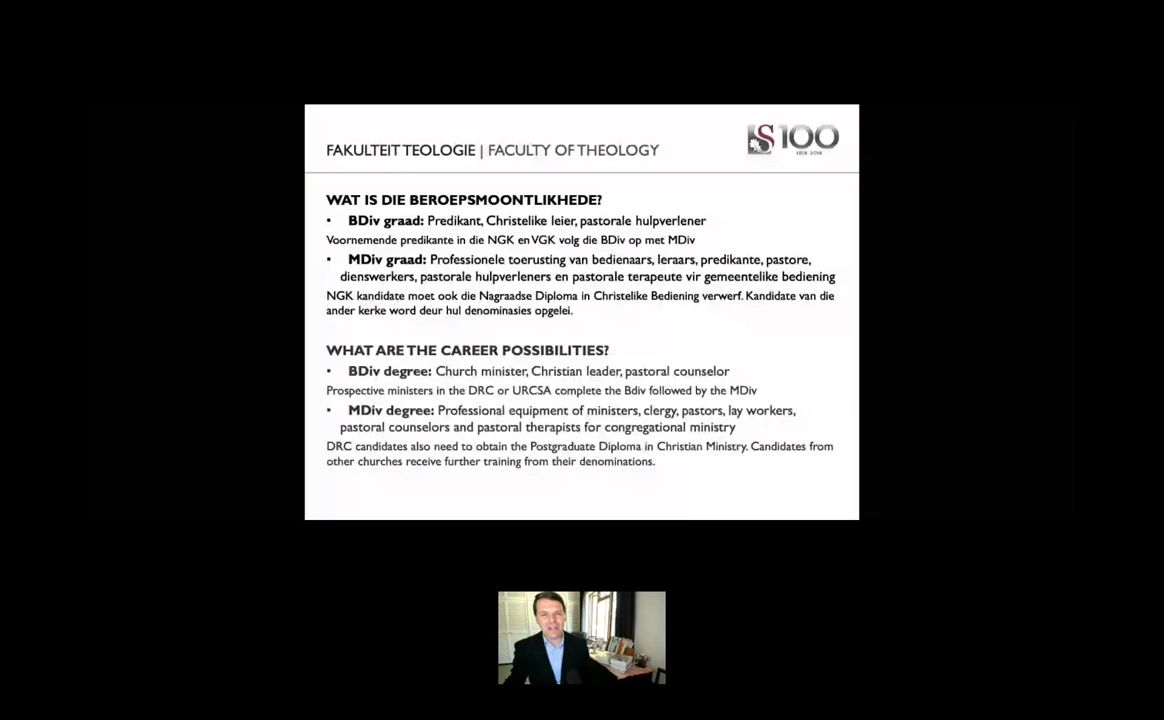 FAKULTEIT TEOLOGIE | FACULTY OF THEOLOGY
S 100
1918 2018
WAT IS DIE BEROEPSMOONTLIKHEDE?
• BDiv graad: Predikant, Christelike leier, pastorale hulpverlener
Voornemende predikante in die NGK en VGK volg die BDiv op met MDiv
• MDiv graad: Professionele toerusting van bedienaars, leraars, predikante, pastore,
dienswerkers, pastorale hulpverleners en pastorale terapeute vir gemeentelike bediening
NGK kandidate moet ook die Nagraadse Diploma in Christelike Bediening verwerf. Kandidate van die
ander kerke word deur hul denominasies opgelei.
WHAT ARE THE CAREER POSSIBILITIES?
• BDiv degree: Church minister, Christian leader, pastoral counselor
Prospective ministers in the DRC or URCSA complete the Bdiv followed by the MDiv
• MDiv degree: Professional equipment of ministers, clergy, pastors, lay workers,
pastoral counselors and pastoral therapists for congregational ministry
DRC candidates also need to obtain the Postgraduate Diploma in Christian Ministry. Candidates from
other churches receive further training from their denominations.